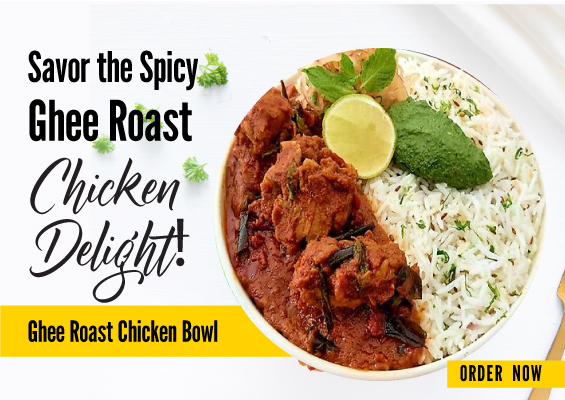 Savor the Spicy
Ghee Roast
Chicken
Delight!
Ghee Roast Chicken Bowl
ORDER NOW